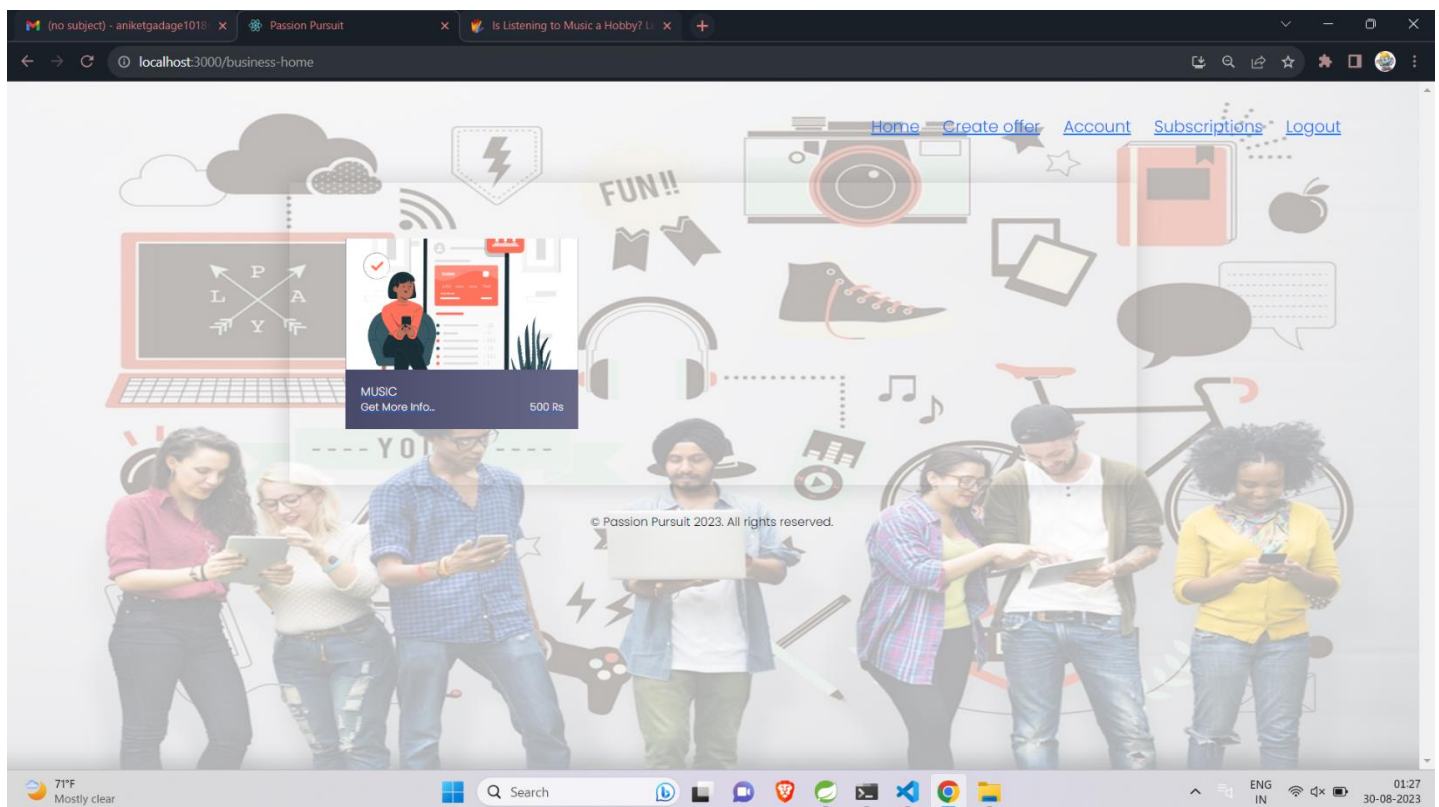 (no subject) - aniketgadage1018
Passion Pursuit
Is Listening to Music a Hobby? Li
localhost:3000/business-home
Home Create offer Account Subscriptions Logout
FUN!!
P
L A
Y
MUSIC
Get More Info... 500 Rs
YO
© Passion Pursuit 2023. All rights reserved.
71°F
Mostly clear
Search
ENG
IN
01:27
30-08-2023